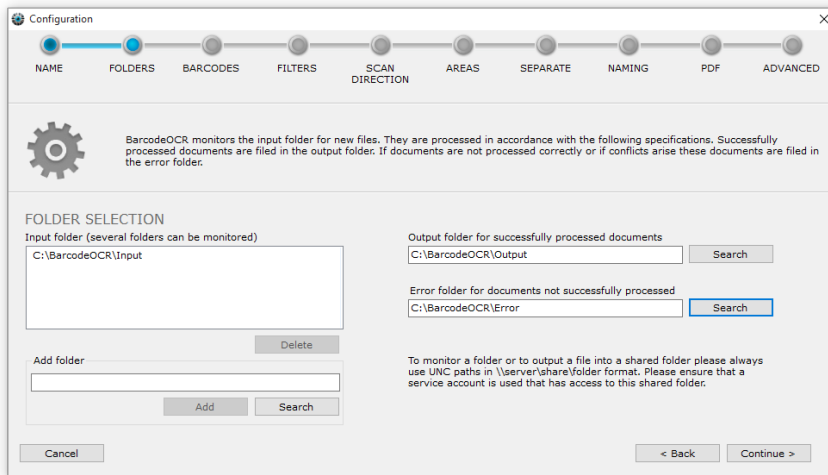 Configuration
NAME
FOLDERS
BARCODES
FILTERS
SCAN
DIRECTION
AREAS
SEPARATE
NAMING
PDF
ADVANCED
BarcodeOCR monitors the input folder for new files. They are processed in accordance with the following specifications. Successfully
processed documents are filed in the output folder. If documents are not processed correctly or if conflicts arise these documents are filed in
the error folder.
FOLDER SELECTION
Input folder (several folders can be monitored)
C:\BarcodeOCR\Input
Delete
Add folder
Add
Search
Output folder for successfully processed documents
C:\BarcodeOCR\Output
Search
Error folder for documents not successfully processed
C:\BarcodeOCR\Error
Search
To monitor a folder or to output a file into a shared folder please always
use UNC paths in \\server\share\folder format. Please ensure that a
service account is used that has access to this shared folder.
Cancel
< Back
Continue >